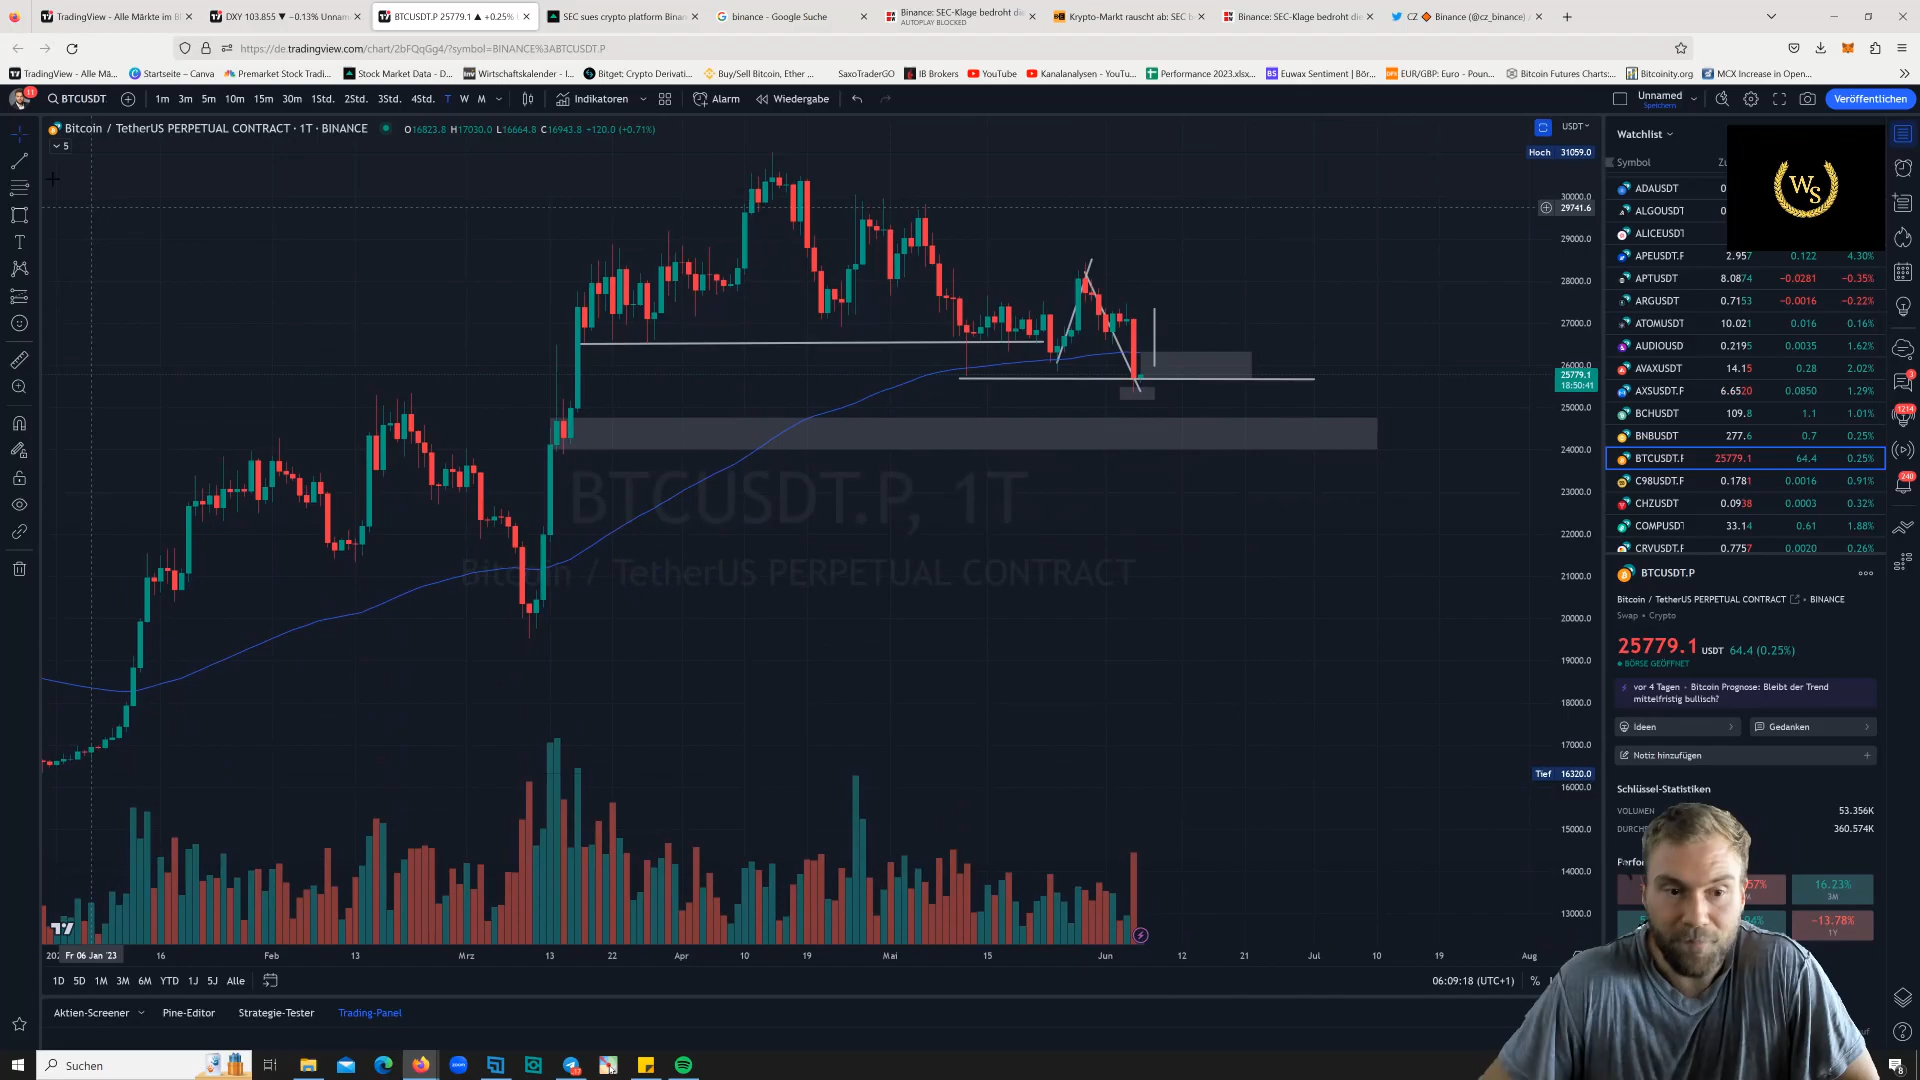 TradingView - Alle Märkte im Bl
DXY 103.855 ▼ −0.13% Unnam
BTCUSDT.P 25779.1 ▲ +0.25% U
SEC sues crypto platform Binan
binance - Google Suche
Binance: SEC-Klage bedroht di
AUTOPLAY BLOCKED
Krypto-Markt rauscht ab: SEC b
Binance: SEC-Klage bedroht die
CZ 🔶 Binance (@cz_binance) /
https://de.tradingview.com/chart/2bFQqGg4/?symbol=BINANCE%3ABTCUSDT.P
TradingView - Alle Mä...
Startseite – Canva
Premarket Stock Tradi...
Stock Market Data - D...
Wirtschaftskalender - I...
Bitget: Crypto Derivati...
Buy/Sell Bitcoin, Ether ...
SaxoTraderGO
IB Brokers
YouTube
Kanalanalysen - YouTu...
Performance 2023.xlsx...
Euwax Sentiment | Bör...
EUR/GBP: Euro - Poun...
Bitcoin Futures Charts:...
Bitcoinity.org
MCX Increase in Open...
11
BTCUSDT
1m 3m 5m 10m 15m 30m 1Std. 2Std. 3Std. 4Std. T W M
Indikatoren
Alarm
Wiedergabe
Unnamed
Speichern
Veröffentlichen
Bitcoin / TetherUS PERPETUAL CONTRACT · 1T · BINANCE
O16823.8 H17030.0 L16664.8 C16943.8 −120.0 (+0.71%)
5
USDT
Hoch 31059.0
30000.0
29741.6
29000.0
28000.0
27000.0
26000.0
25779.1
18:50:41
25000.0
24000.0
23000.0
22000.0
21000.0
20000.0
19000.0
18000.0
17000.0
Tief 16320.0
16000.0
15000.0
14000.0
13000.0
BTCUSDT.P, 1T
Bitcoin / TetherUS PERPETUAL CONTRACT
Fr 06 Jan '23 16 Feb 13 Mrz 13 22 Apr 10 19 Mai 15 Jun 12 21 Jul 10 19 Aug
1D 5D 1M 3M 6M YTD 1J 5J Alle
06:09:18 (UTC+1) %
Aktien-Screener
Pine-Editor
Strategie-Tester
Trading-Panel
Watchlist
WS
Symbol
ADAUSDT
ALGOUSDT
ALICEUSDT
APEUSDT.F 2.957 0.122 4.30%
APTUSDT 8.0874 −0.0281 −0.35%
ARGUSDT 0.7153 −0.0016 −0.22%
ATOMUSDT 10.021 0.016 0.16%
AUDIOUSD 0.2195 0.0035 1.62%
AVAXUSDT 14.15 0.28 2.02%
AXSUSDT.F 6.6520 0.0850 1.29%
BCHUSDT 109.8 1.1 1.01%
BNBUSDT 277.6 0.7 0.25%
BTCUSDT.F 25779.1 64.4 0.25%
C98USDT.F 0.1781 0.0016 0.91%
CHZUSDT 0.0938 0.0003 0.32%
COMPUSDT 33.14 0.61 1.88%
CRVUSDT.F 0.7757 0.0020 0.26%
BTCUSDT.P
Bitcoin / TetherUS PERPETUAL CONTRACT • BINANCE
Swap • Crypto
25779.1 USDT 64.4 (0.25%)
BÖRSE GEÖFFNET
vor 4 Tagen • Bitcoin Prognose: Bleibt der Trend
mittelfristig bullisch?
Ideen
Gedanken
Notiz hinzufügen
Schlüssel-Statistiken
VOLUMEN 53.356K
360.574K
16.23%
3M
−13.78%
1Y
3
1214
240
Suchen
8